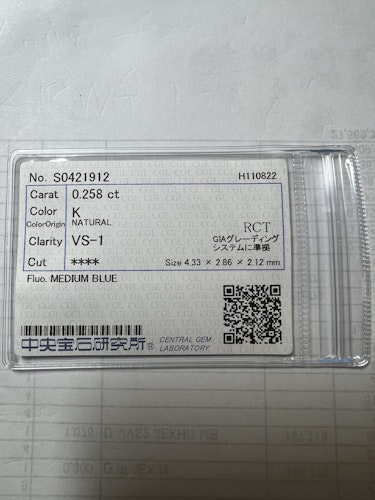 No. S0421912 H110822
Carat 0.258 ct
Color K
ColorOrigin NATURAL
RCT
Clarity VS-1
GIAグレーディング
システムに準拠
Cut ****
Size 4.33 × 2.86 × 2.12 mm
Fluo. MEDIUM BLUE
中央宝石研究所®
CENTRAL GEM
LABORATORY